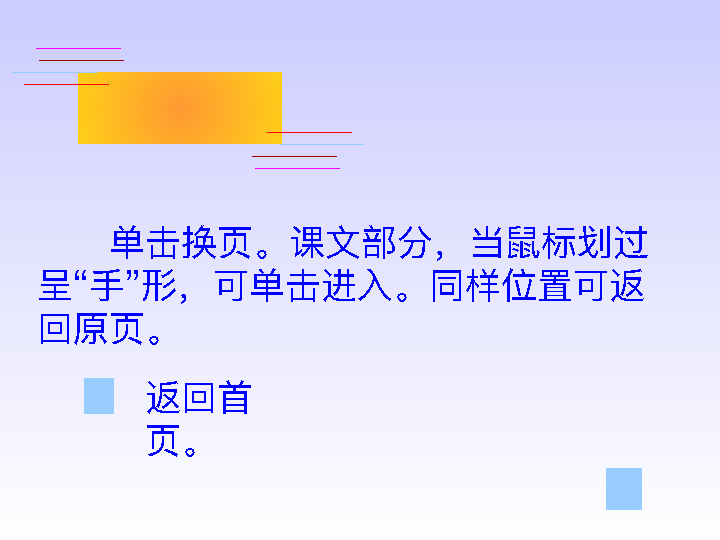 单击换页。课文部分，当鼠标划过
呈“手”形，可单击进入。同样位置可返
回原页。
返回首
页。